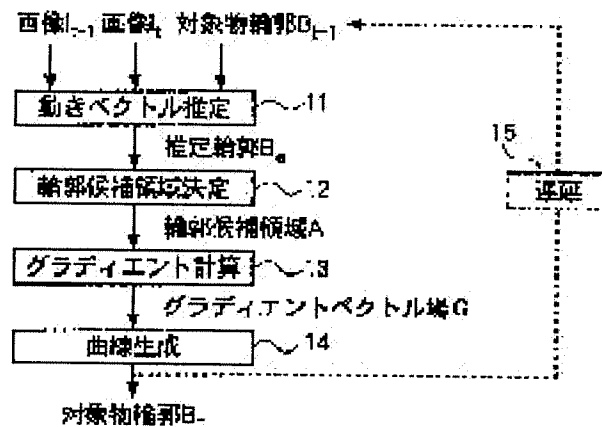 画像I_{t-1} 画像I_t 対象物輪郭B_{t-1}
動きベクトル推定 11
推定輪郭B_e
15
輪郭候補領域決定 12
遅延
輪郭候補領域A
グラディエント計算 13
グラディエントベクトル場G
曲線生成 14
対象物輪郭B